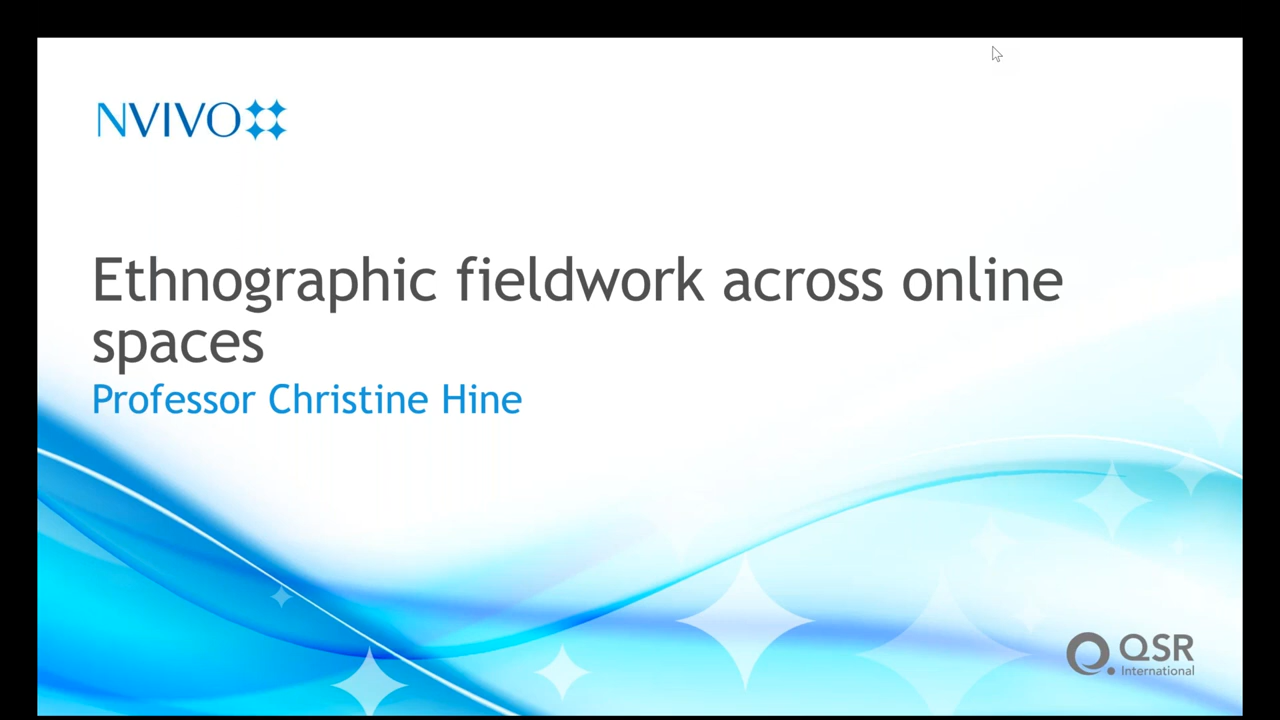 NVIVO
Ethnographic fieldwork across online
spaces
Professor Christine Hine
QSR
International